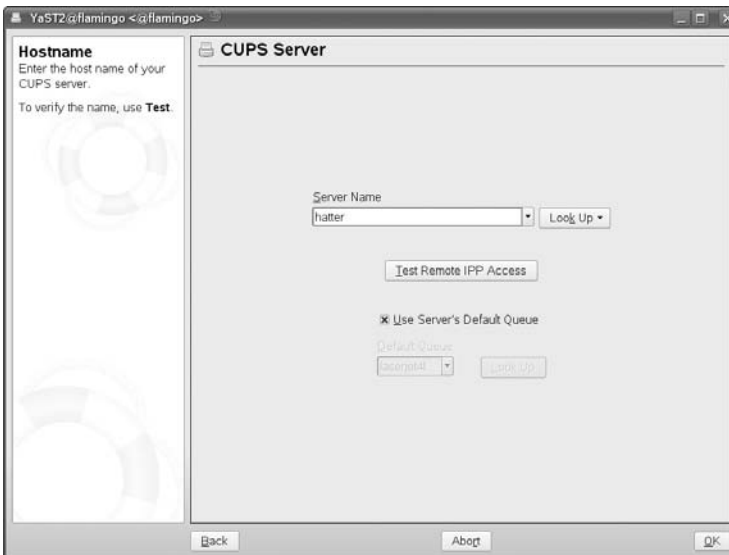 YaST2@flamingo <@flamingo>
Hostname
Enter the host name of your
CUPS server.
To verify the name, use Test.
CUPS Server
Server Name
hatter
Look Up
Test Remote IPP Access
Use Server's Default Queue
Default Queue
Look Up
Back
Abort
OK